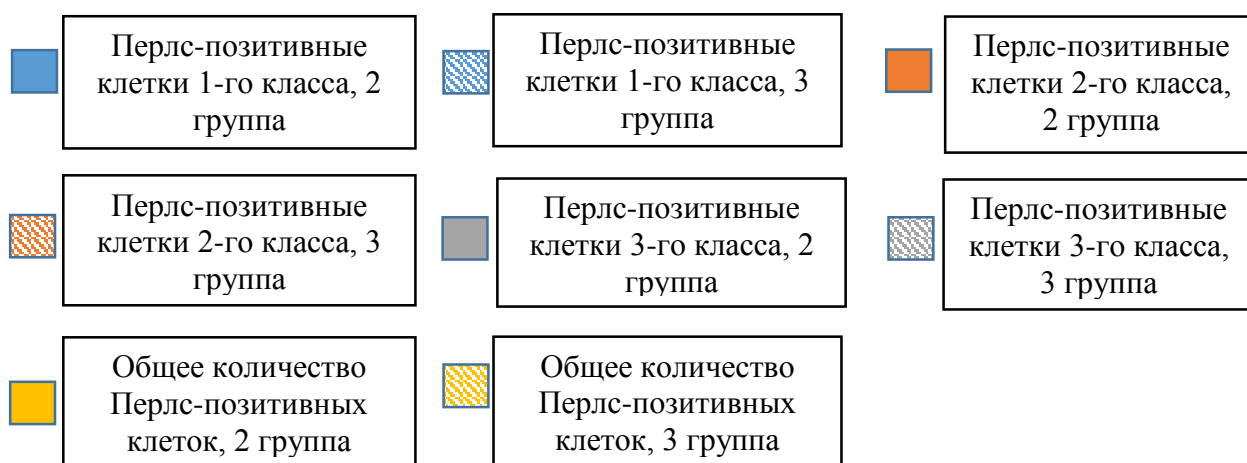 Перлс-позитивные
клетки 1-го класса, 2
группа
Перлс-позитивные
клетки 1-го класса, 3
группа
Перлс-позитивные
клетки 2-го класса,
2 группа
Перлс-позитивные
клетки 2-го класса, 3
группа
Перлс-позитивные
клетки 3-го класса, 2
группа
Перлс-позитивные
клетки 3-го класса,
3 группа
Общее количество
Перлс-позитивных
клеток, 2 группа
Общее количество
Перлс-позитивных
клеток, 3 группа